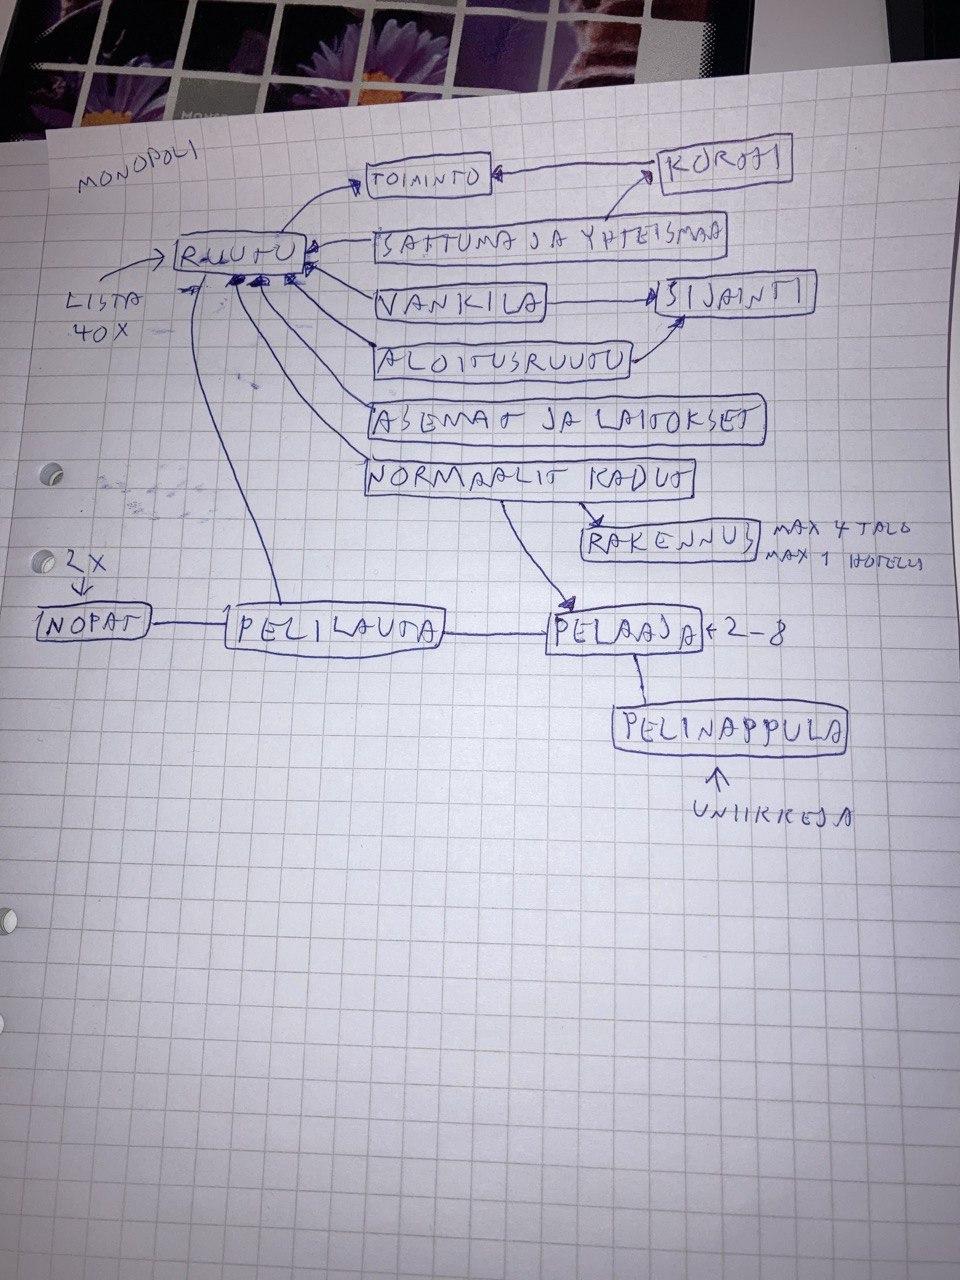 MONOPOLI
TOIMINTO
KORTTI
RUUTU
SATTUMA JA YHTEISMAA
LISTA
40X
VANKILA
SIJAINTI
ALOITUSRUUTU
ASEMAT JA LAITOKSET
NORMAALIT KADUT
RAKENNUS
MAX 4 TALO
MAX 1 HOTELLI
2X
NOPAT
PELILAUTA
PELAAJA
2-8
PELINAPPULA
UNIIKKEJA